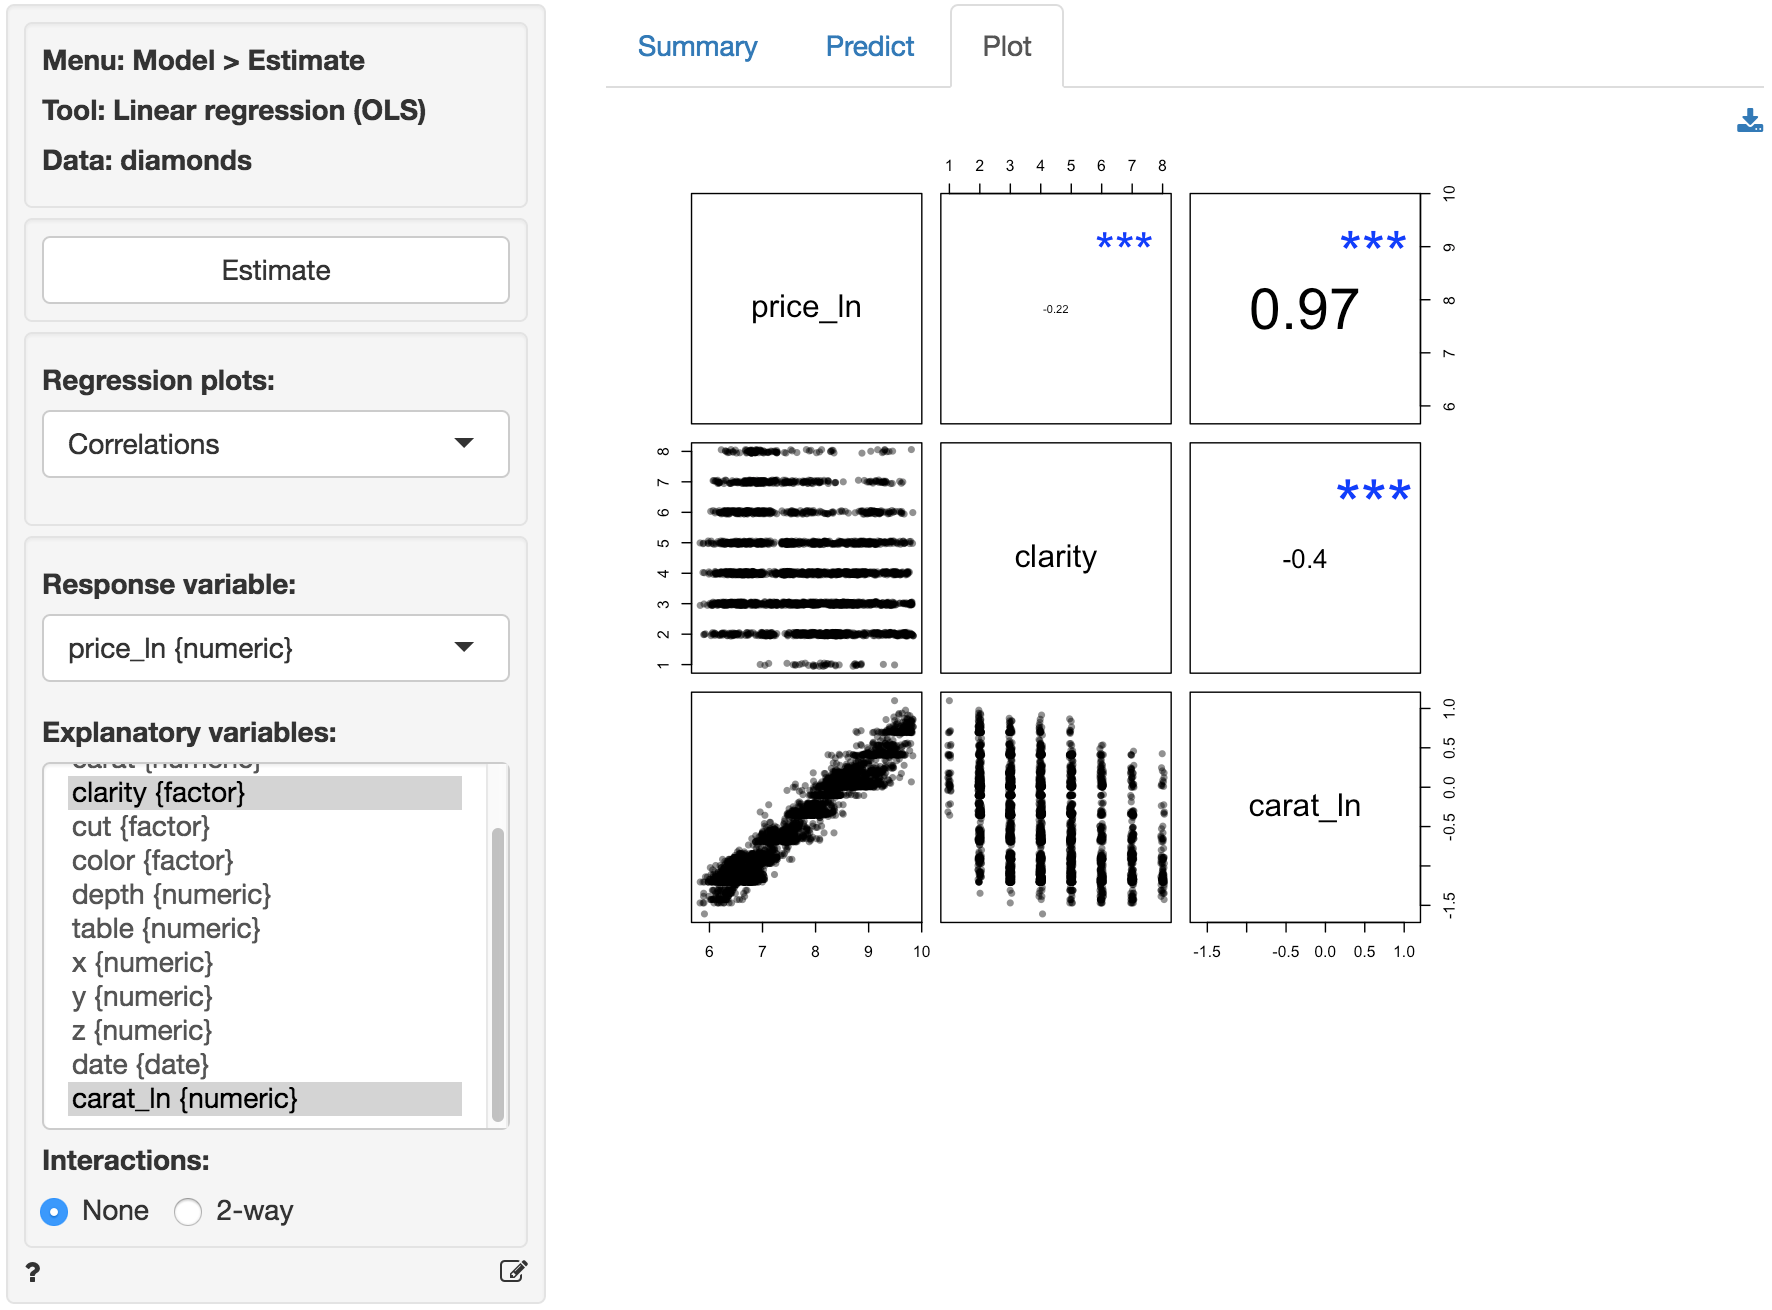 Menu: Model > Estimate
Tool: Linear regression (OLS)
Data: diamonds
Estimate
Regression plots:
Correlations
Response variable:
price_ln {numeric}
Explanatory variables:
carat {numeric}
clarity {factor}
cut {factor}
color {factor}
depth {numeric}
table {numeric}
x {numeric}
y {numeric}
z {numeric}
date {date}
carat_ln {numeric}
Interactions:
None 2-way
?
Summary Predict Plot
1 2 3 4 5 6 7 8
price_ln
***
-0.22
***
0.97
10
9
8
7
6
8
7
6
5
4
3
2
1
clarity
***
-0.4
carat_ln
1.0
0.5
0.0
-0.5
-1.5
6 7 8 9 10
-1.5 -0.5 0.0 0.5 1.0